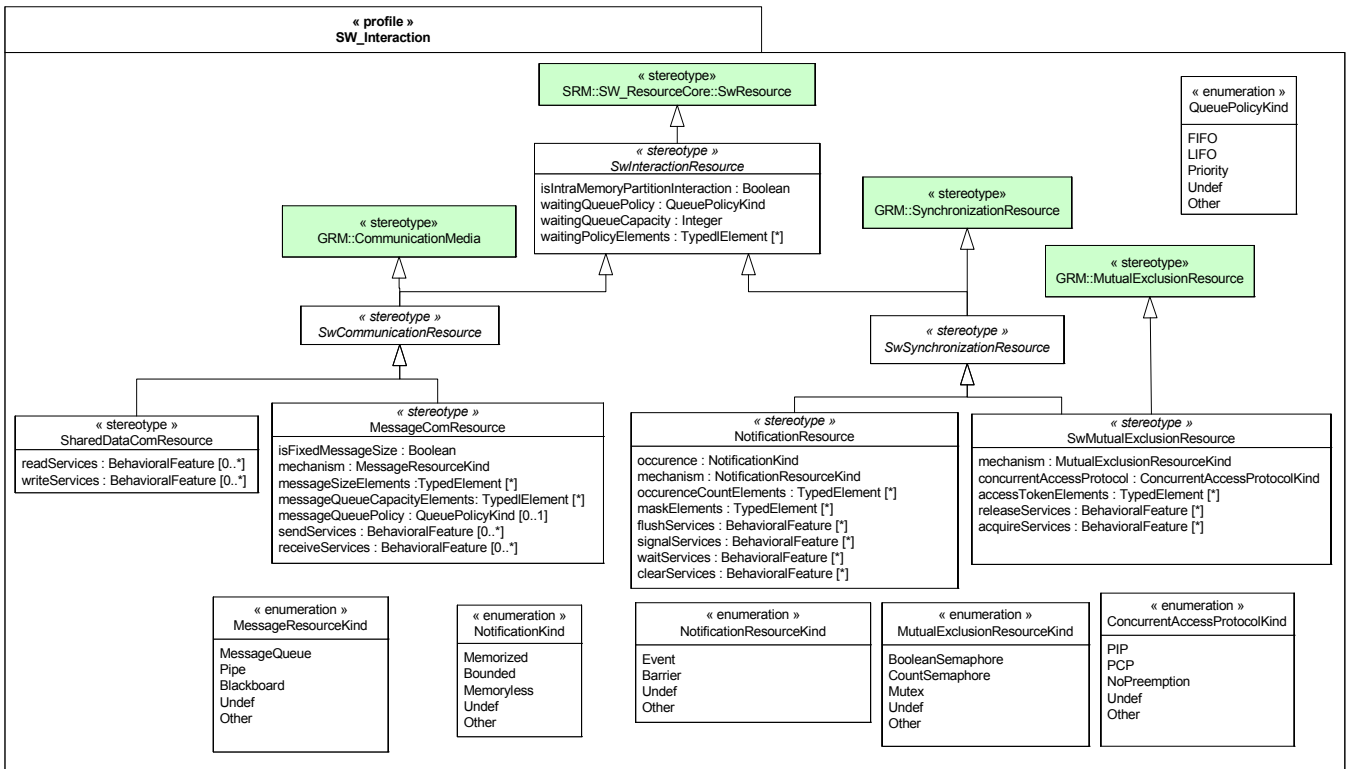 « profile »
SW_Interaction
« stereotype»
SRM::SW_ResourceCore::SwResource
« enumeration »
QueuePolicyKind
FIFO
LIFO
Priority
Undef
Other
« stereotype »
SwInteractionResource
isIntraMemoryPartitionInteraction : Boolean
waitingQueuePolicy : QueuePolicyKind
waitingQueueCapacity : Integer
waitingPolicyElements : TypedlElement [*]
« stereotype»
GRM::SynchronizationResource
« stereotype»
GRM::CommunicationMedia
« stereotype»
GRM::MutualExclusionResource
« stereotype »
SwCommunicationResource
« stereotype »
SwSynchronizationResource
« stereotype »
SharedDataComResource
readServices : BehavioralFeature [0..*]
writeServices : BehavioralFeature [0..*]
« stereotype »
MessageComResource
isFixedMessageSize : Boolean
mechanism : MessageResourceKind
messageSizeElements :TypedElement [*]
messageQueueCapacityElements: TypedlElement [*]
messageQueuePolicy : QueuePolicyKind [0..1]
sendServices : BehavioralFeature [0..*]
receiveServices : BehavioralFeature [0..*]
« stereotype »
NotificationResource
occurence : NotificationKind
mechanism : NotificationResourceKind
occurenceCountElements : TypedElement [*]
maskElements : TypedElement [*]
flushServices : BehavioralFeature [*]
signalServices : BehavioralFeature [*]
waitServices : BehavioralFeature [*]
clearServices : BehavioralFeature [*]
« stereotype »
SwMutualExclusionResource
mechanism : MutualExclusionResourceKind
concurrentAccessProtocol : ConcurrentAccessProtocolKind
accessTokenElements : TypedElement [*]
releaseServices : BehavioralFeature [*]
acquireServices : BehavioralFeature [*]
« enumeration »
MessageResourceKind
MessageQueue
Pipe
Blackboard
Undef
Other
« enumeration »
NotificationKind
Memorized
Bounded
Memoryless
Undef
Other
« enumeration »
NotificationResourceKind
Event
Barrier
Undef
Other
« enumeration »
MutualExclusionResourceKind
BooleanSemaphore
CountSemaphore
Mutex
Undef
Other
« enumeration »
ConcurrentAccessProtocolKind
PIP
PCP
NoPreemption
Undef
Other